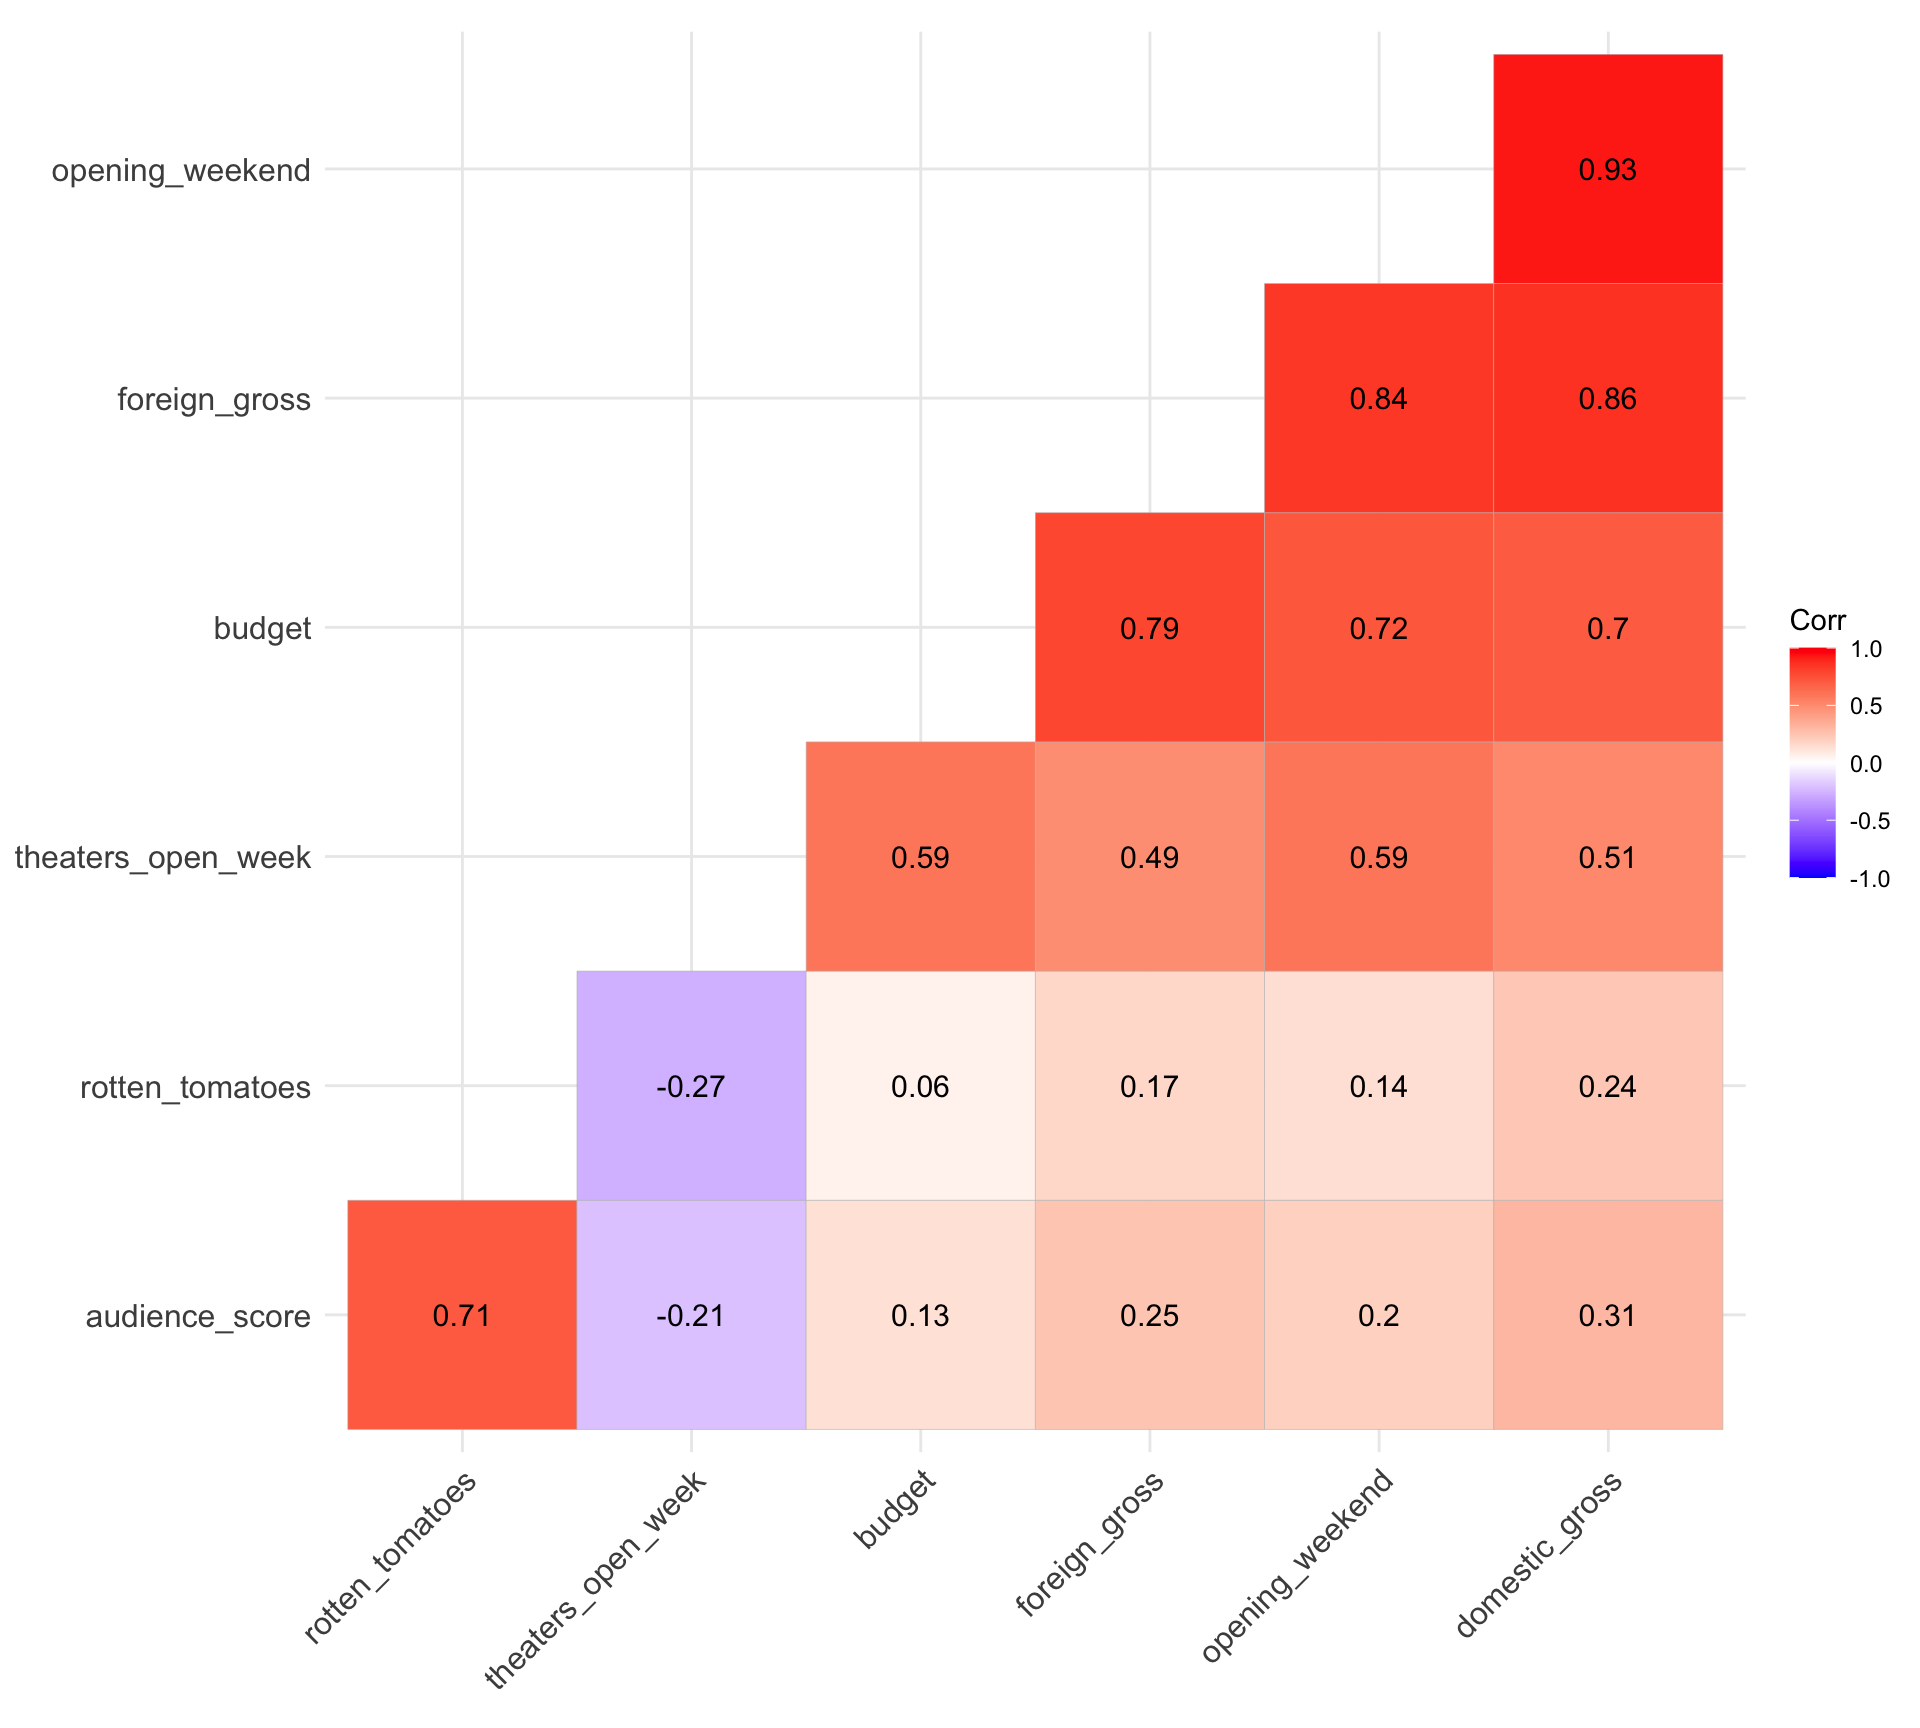 opening_weekend 0.93
foreign_gross 0.84 0.86
budget 0.79 0.72 0.7
theaters_open_week 0.59 0.49 0.59 0.51
rotten_tomatoes -0.27 0.06 0.17 0.14 0.24
audience_score 0.71 -0.21 0.13 0.25 0.2 0.31
rotten_tomatoes
theaters_open_week
budget
foreign_gross
opening_weekend
domestic_gross
Corr
1.0
0.5
0.0
-0.5
-1.0